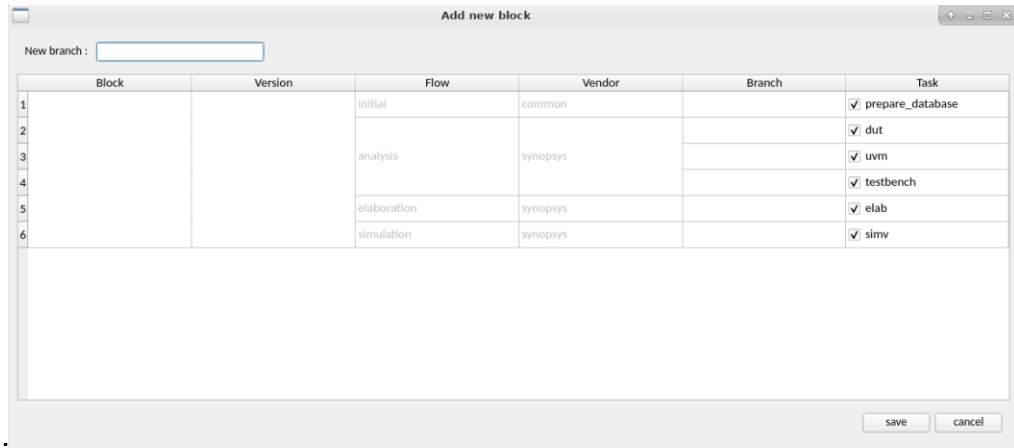 Add new block
New branch :
Block Version Flow Vendor Branch Task
1 initial common prepare_database
2 dut
3 analysis synopsys uvm
4 testbench
5 elaboration synopsys elab
6 simulation synopsys simv
save cancel